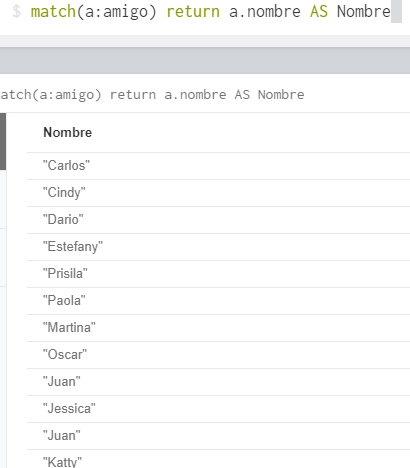 $ match(a:amigo) return a.nombre AS Nombre
atch(a:amigo) return a.nombre AS Nombre
Nombre
"Carlos"
"Cindy"
"Dario"
"Estefany"
"Prisila"
"Paola"
"Martina"
"Oscar"
"Juan"
"Jessica"
"Juan"
"Katty"